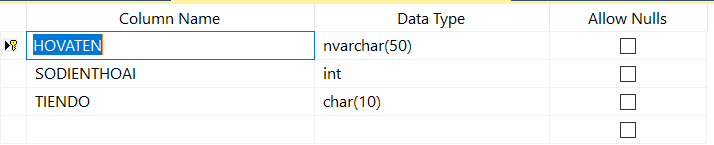 Column Name Data Type Allow Nulls
HOVATEN nvarchar(50)
SODIENTHOAI int
TIENDO char(10)